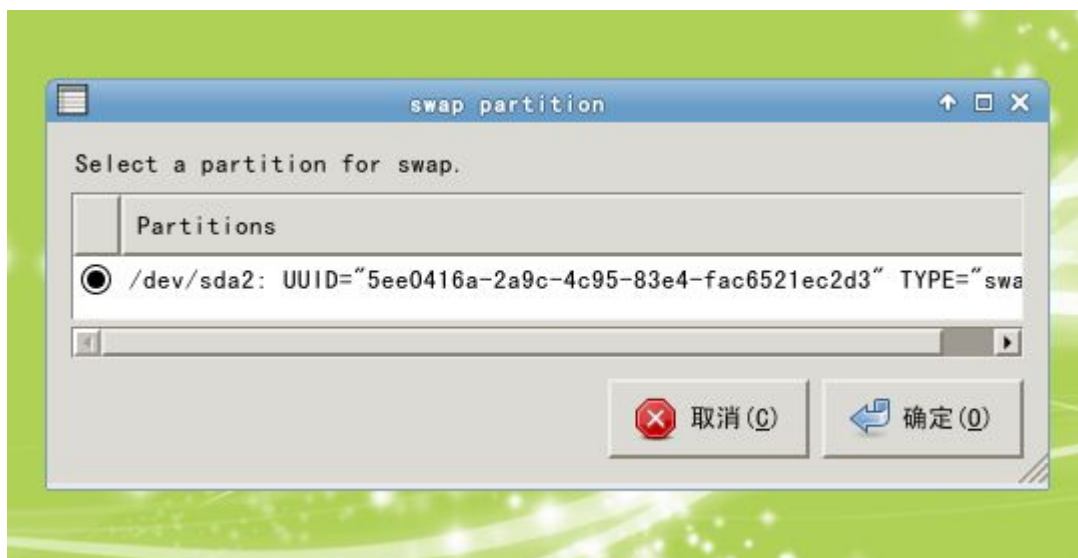 swap partition
Select a partition for swap.
Partitions
/dev/sda2: UUID="5ee0416a-2a9c-4c95-83e4-fac6521ec2d3" TYPE="swa
取消(C) 确定(O)